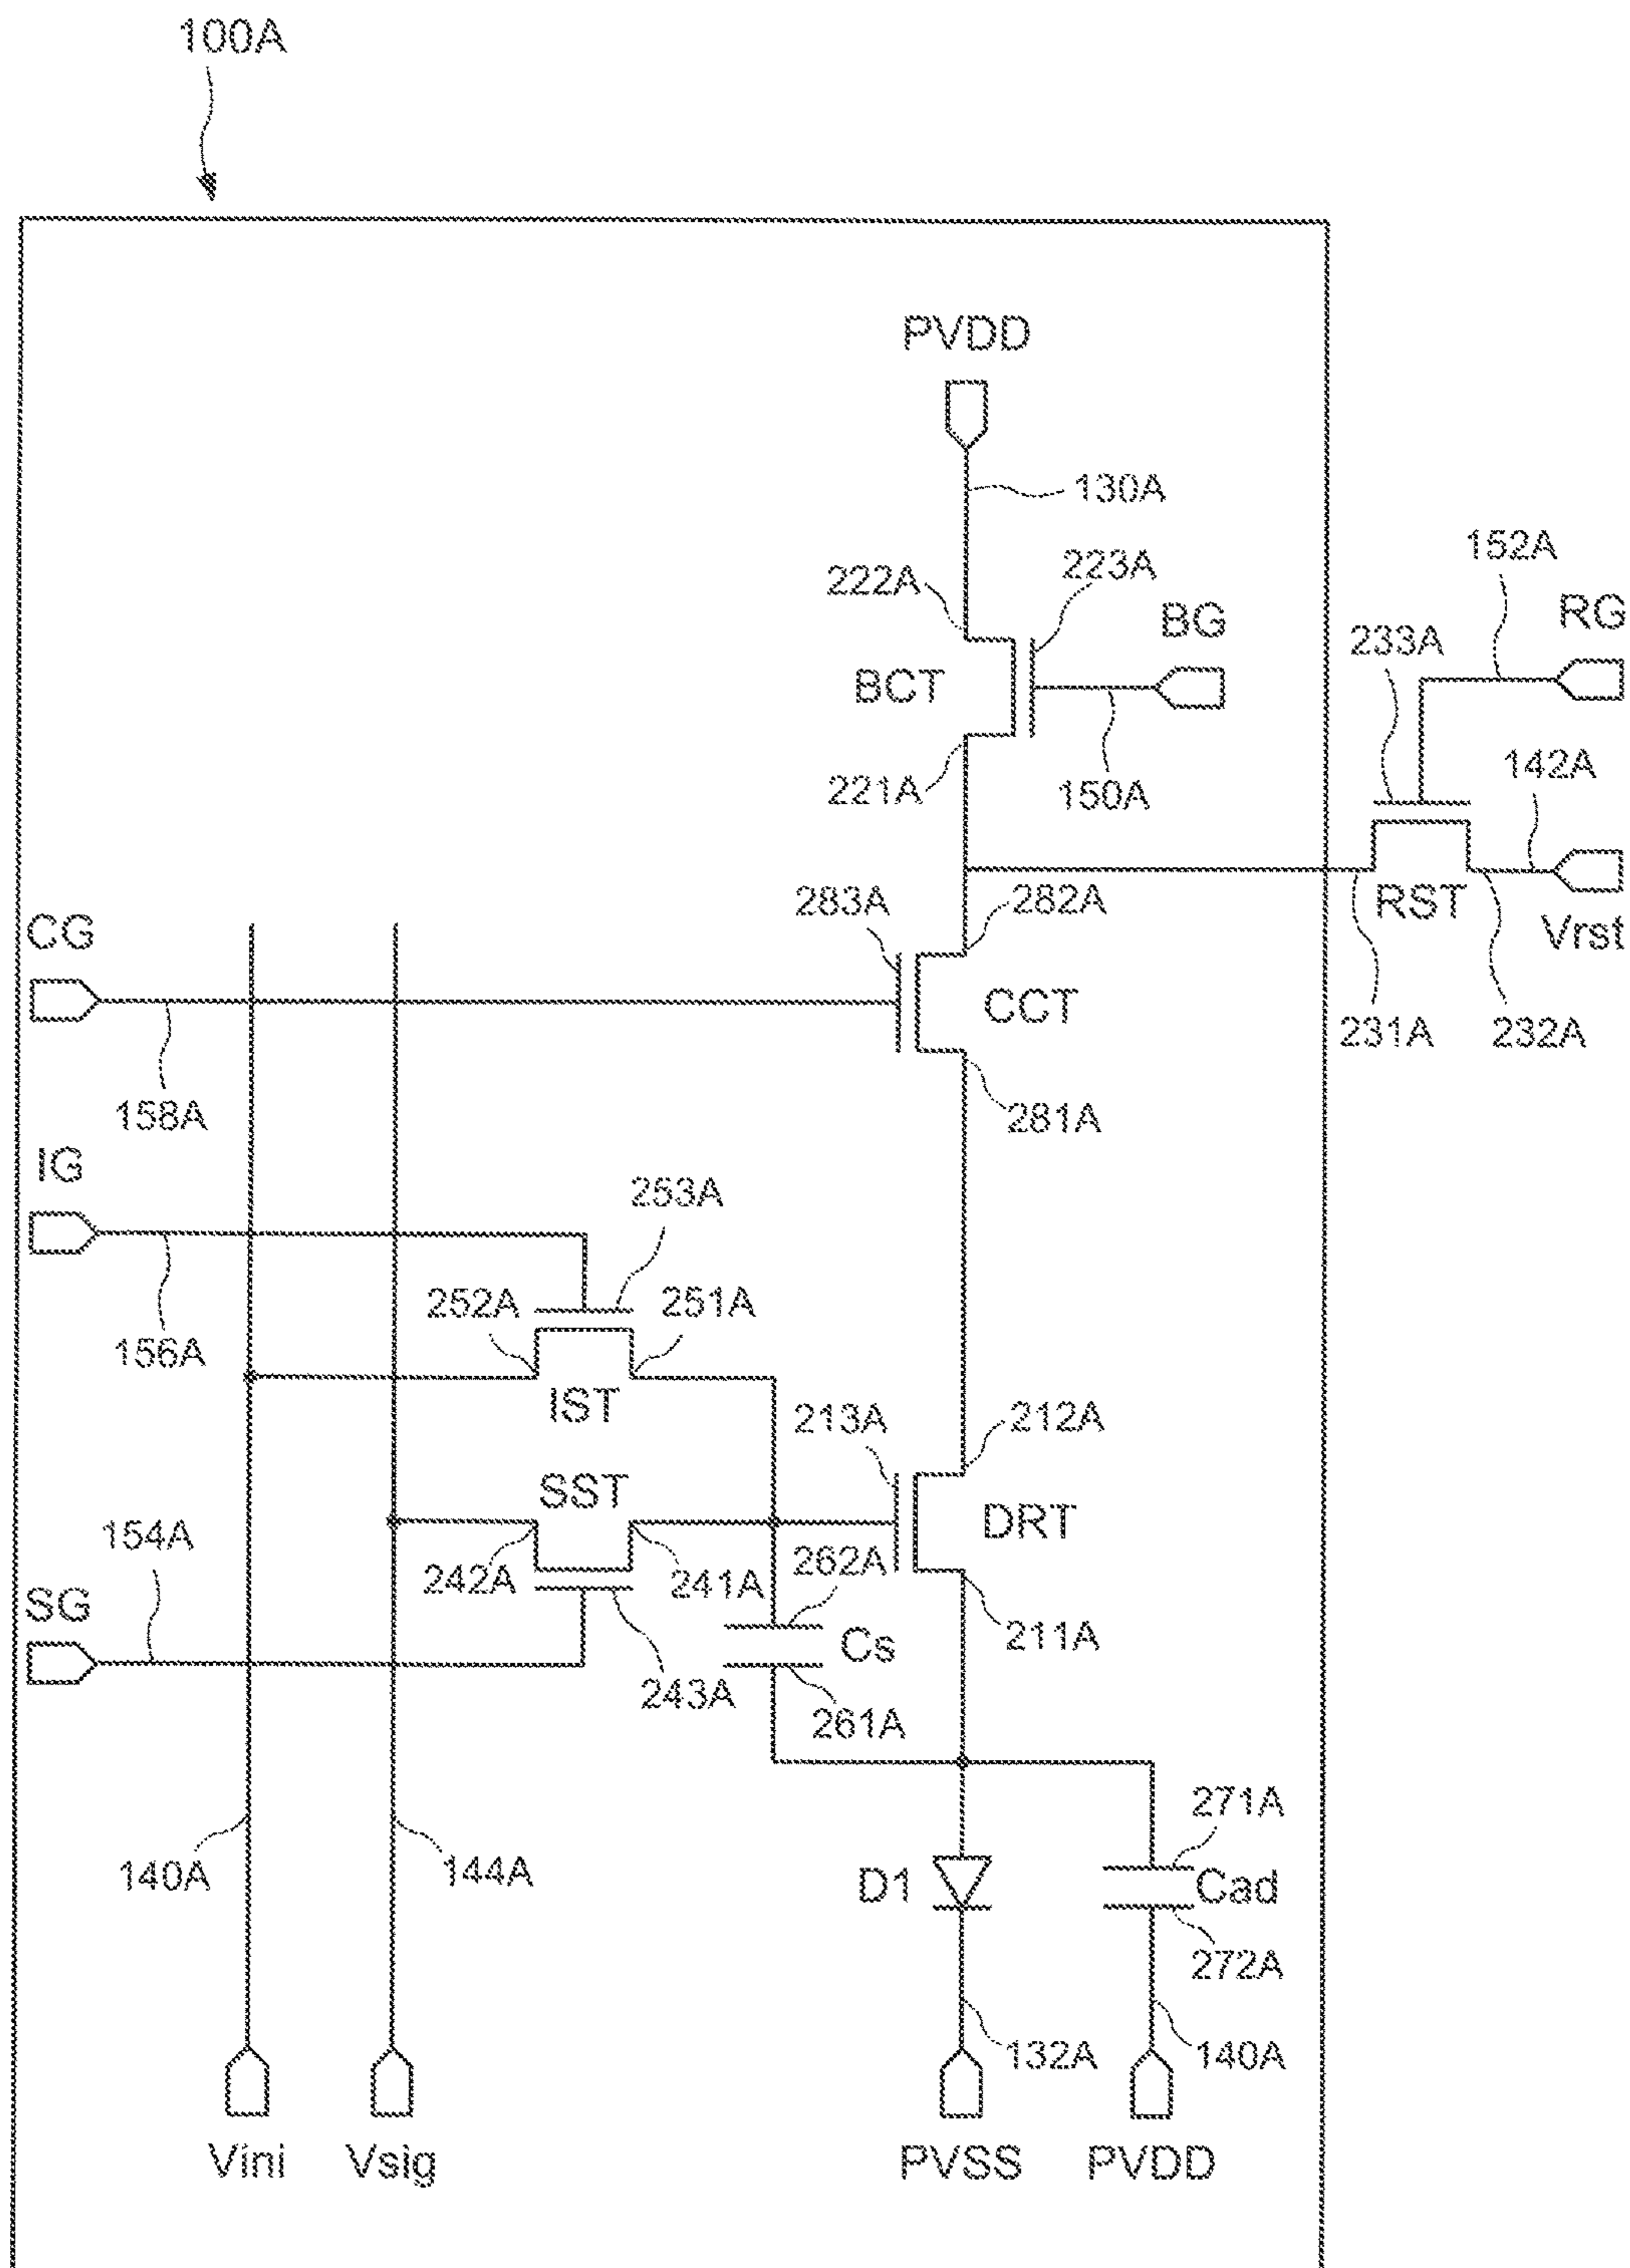 100A
PVDD
130A
152A
222A
223A
BG
RG
233A
BCT
142A
221A
150A
283A
282A
RST
CG
Vrst
CCT
231A
232A
158A
281A
IG
253A
252A
251A
156A
IST
213A
212A
SST
DRT
154A
262A
242A
241A
SG
Cs
211A
243A
261A
271A
140A
144A
D1
Cad
272A
132A
140A
Vini
Vsig
PVSS
PVDD